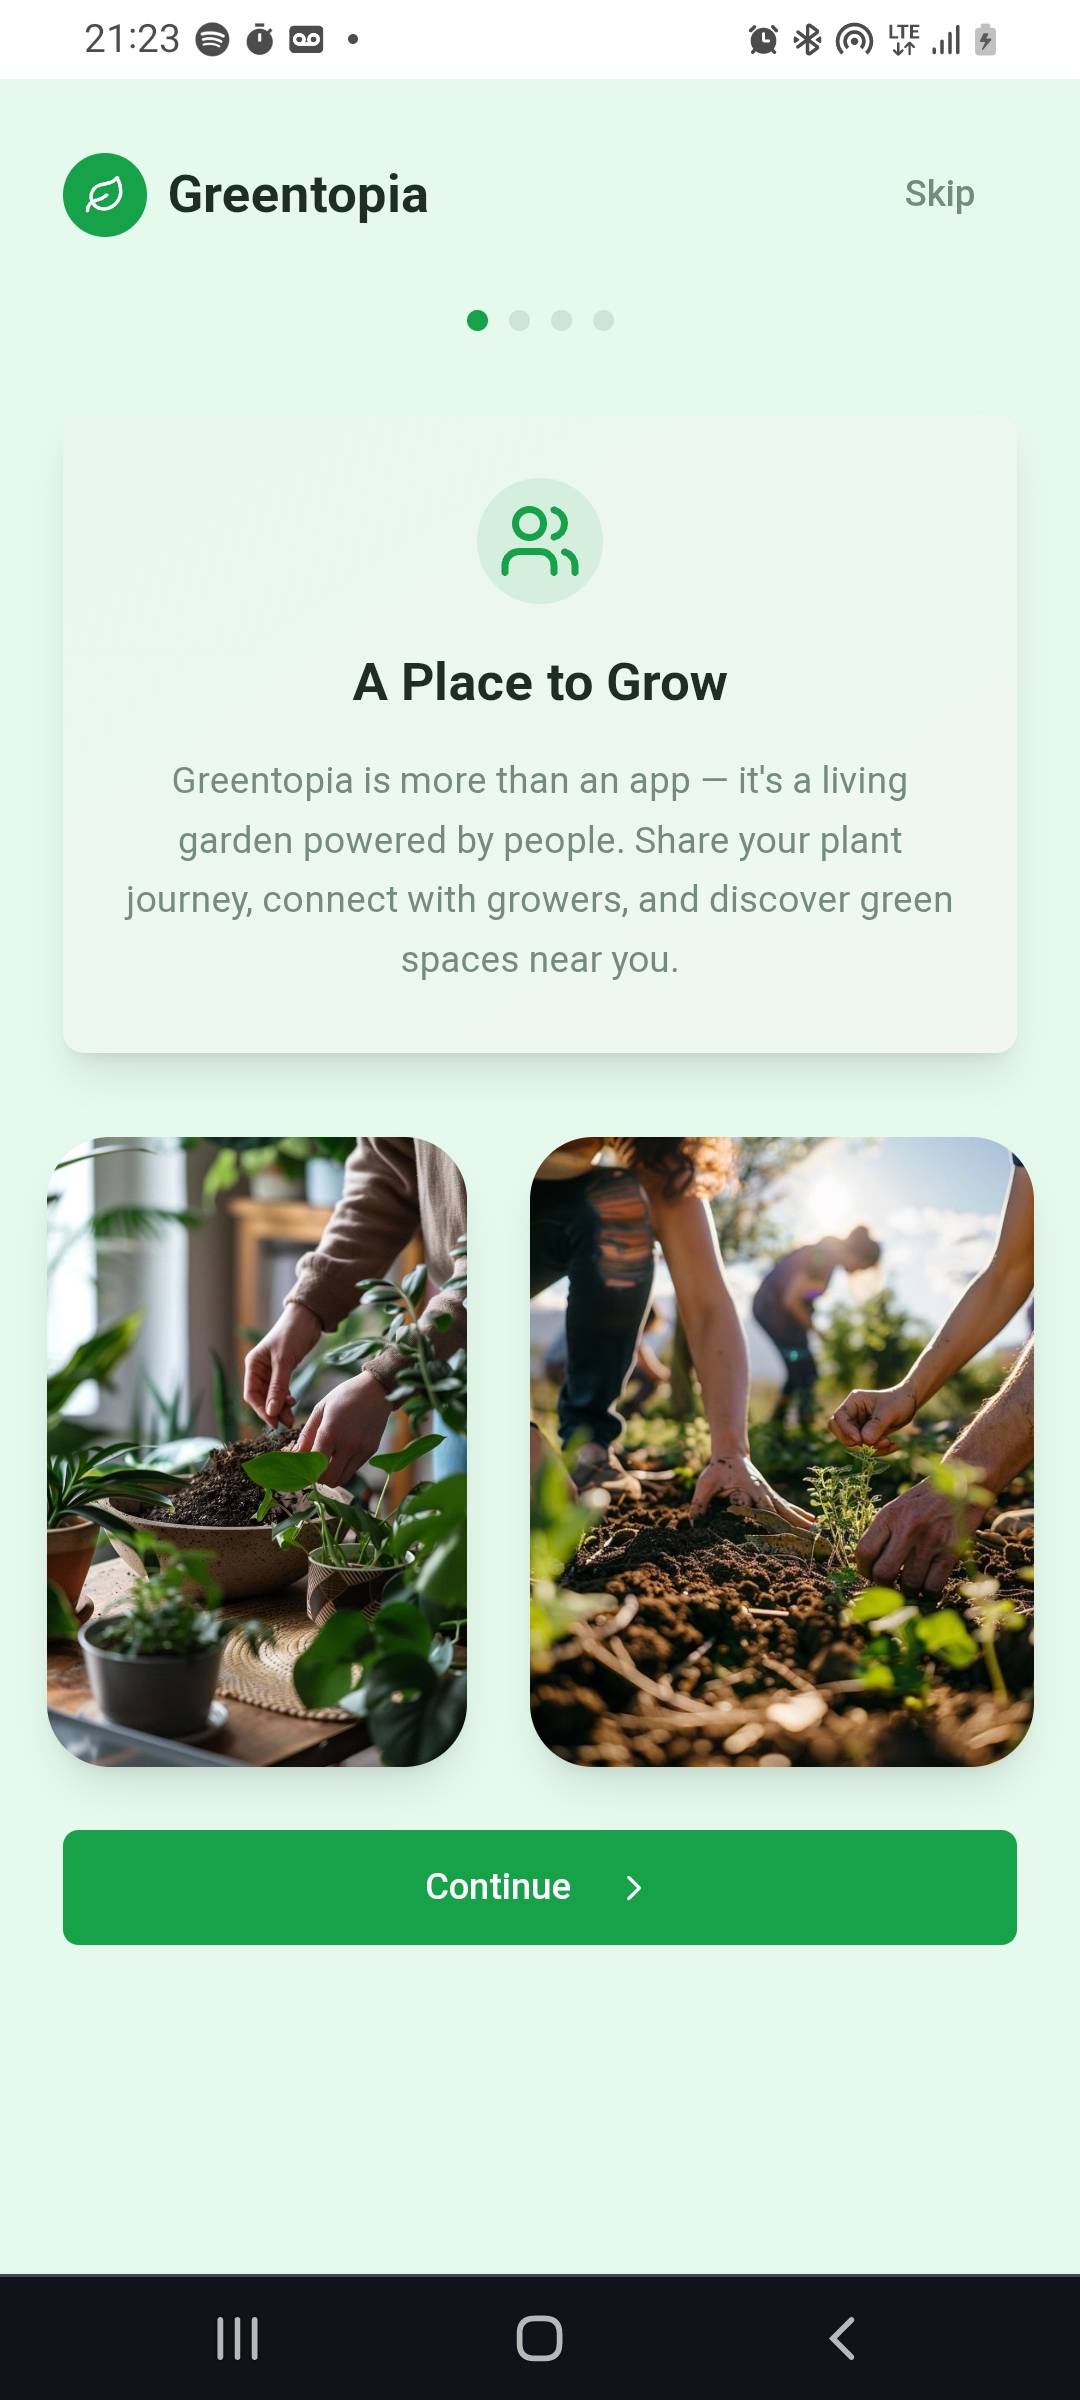 21:23
LTE
Greentopia
Skip
A Place to Grow
Greentopia is more than an app — it's a living
garden powered by people. Share your plant
journey, connect with growers, and discover green
spaces near you.
Continue